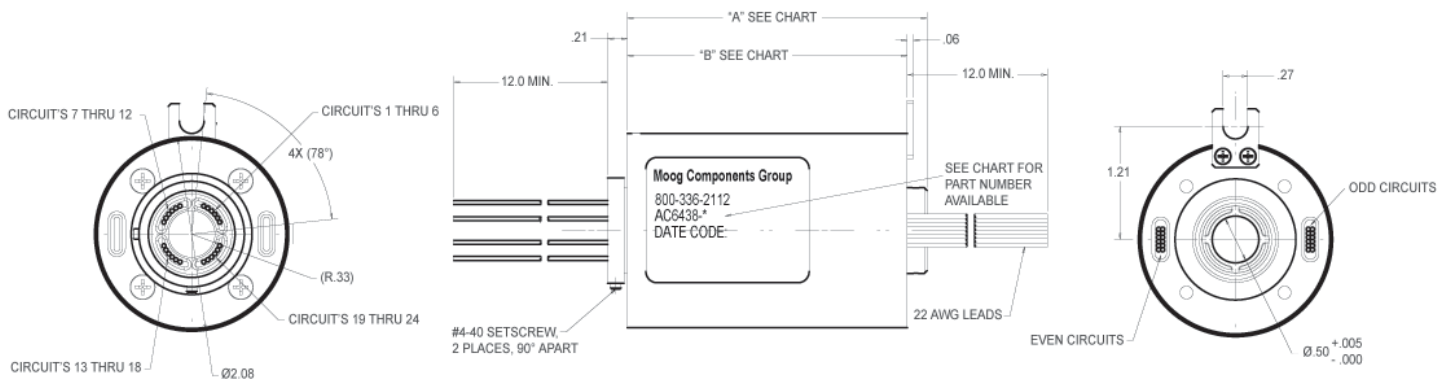 "A" SEE CHART
.21
.06
"B" SEE CHART
12.0 MIN.
12.0 MIN.
.27
CIRCUIT'S 7 THRU 12
CIRCUIT'S 1 THRU 6
4X (78°)
1.21
Moog Components Group
800-336-2112
AC6438-*
DATE CODE:
SEE CHART FOR
PART NUMBER
AVAILABLE
ODD CIRCUITS
(R.33)
CIRCUIT'S 19 THRU 24
22 AWG LEADS
#4-40 SETSCREW,
2 PLACES, 90° APART
EVEN CIRCUITS
Ø.50 +.005
- .000
CIRCUIT'S 13 THRU 18
Ø2.08